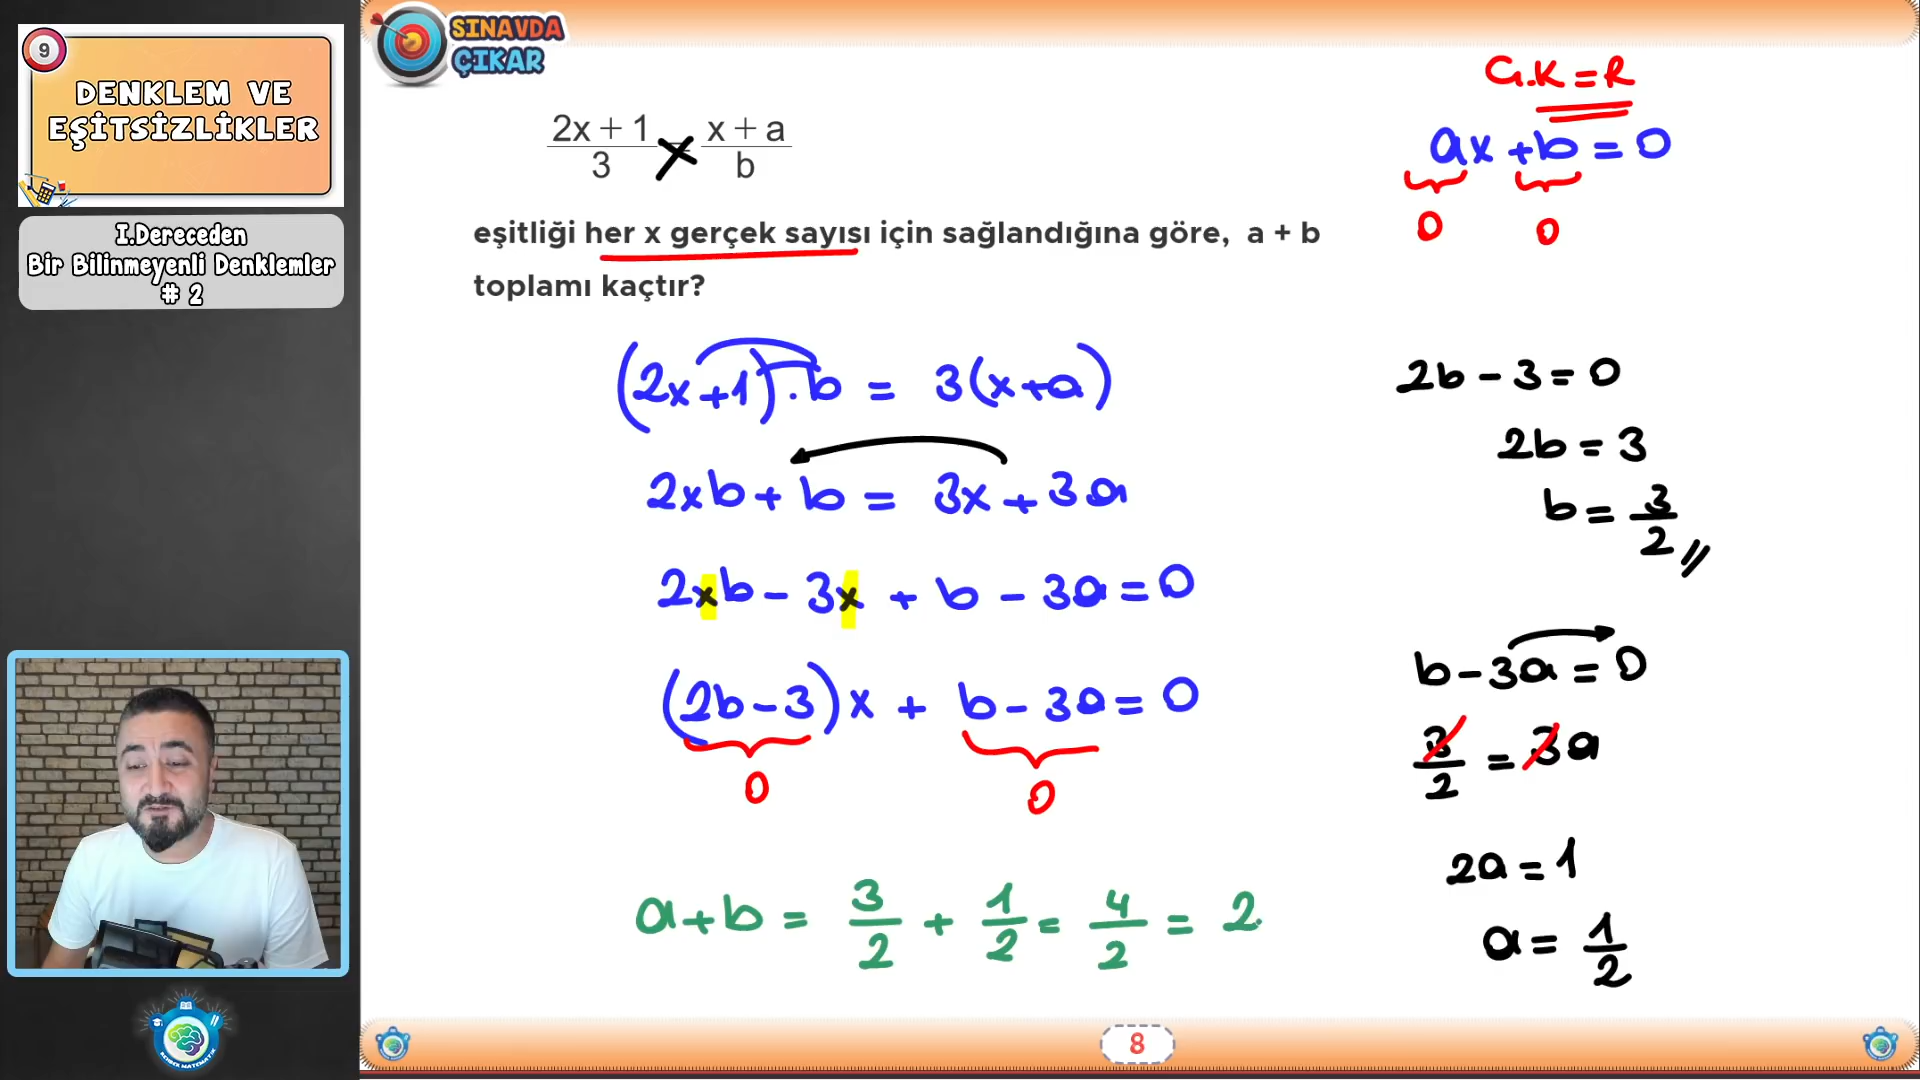 9
DENKLEM VE
EŞİTSİZLİKLER
I.Dereceden
Bir Bilinmeyenli Denklemler
# 2
SINAVDA
ÇIKAR
2x + 1 / 3 = x + a / b
eşitliği her x gerçek sayısı için sağlandığına göre, a + b
toplamı kaçtır?
(2x+1).b = 3(x+a)
2xb + b = 3x + 3a
2xb - 3x + b - 3a = 0
(2b - 3)x + b - 3a = 0
0 0
a + b = 3/2 + 1/2 = 4/2 = 2
Ç.K = R
ax + b = 0
0 0
2b - 3 = 0
2b = 3
b = 3/2 //
b - 3a = 0
3/2 = 3a
2a = 1
a = 1/2
8